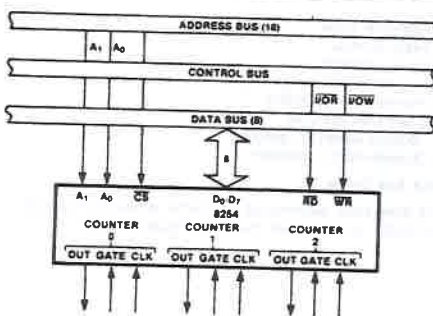 ADDRESS BUS (16)
A1 A0
CONTROL BUS
I/OR I/OW
DATA BUS (8)
8
A1 A0 CS D0-D7 RD WR
8254
COUNTER 0 COUNTER 1 COUNTER 2
OUT GATE CLK OUT GATE CLK OUT GATE CLK